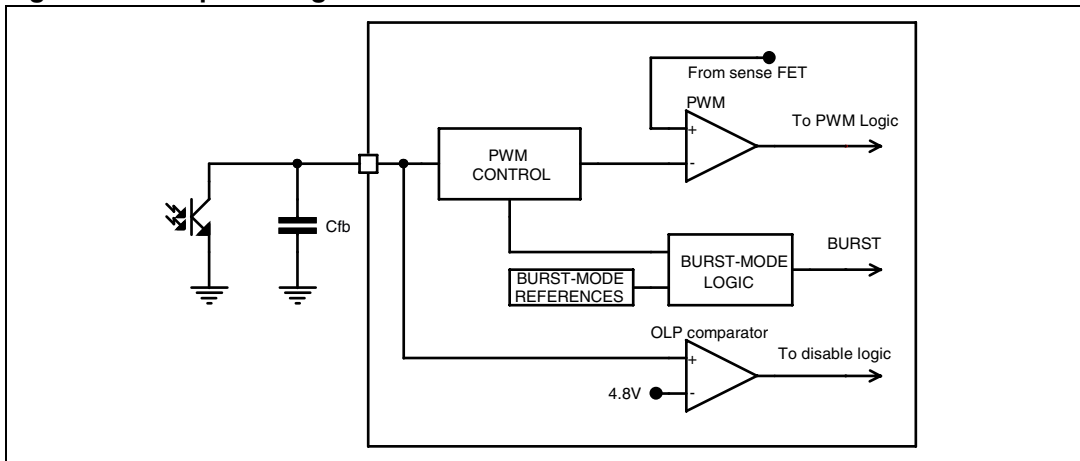 From sense FET
PWM
+
-
To PWM Logic
PWM
CONTROL
Cfb
BURST
BURST-MODE
LOGIC
BURST-MODE
REFERENCES
OLP comparator
+
-
To disable logic
4.8V